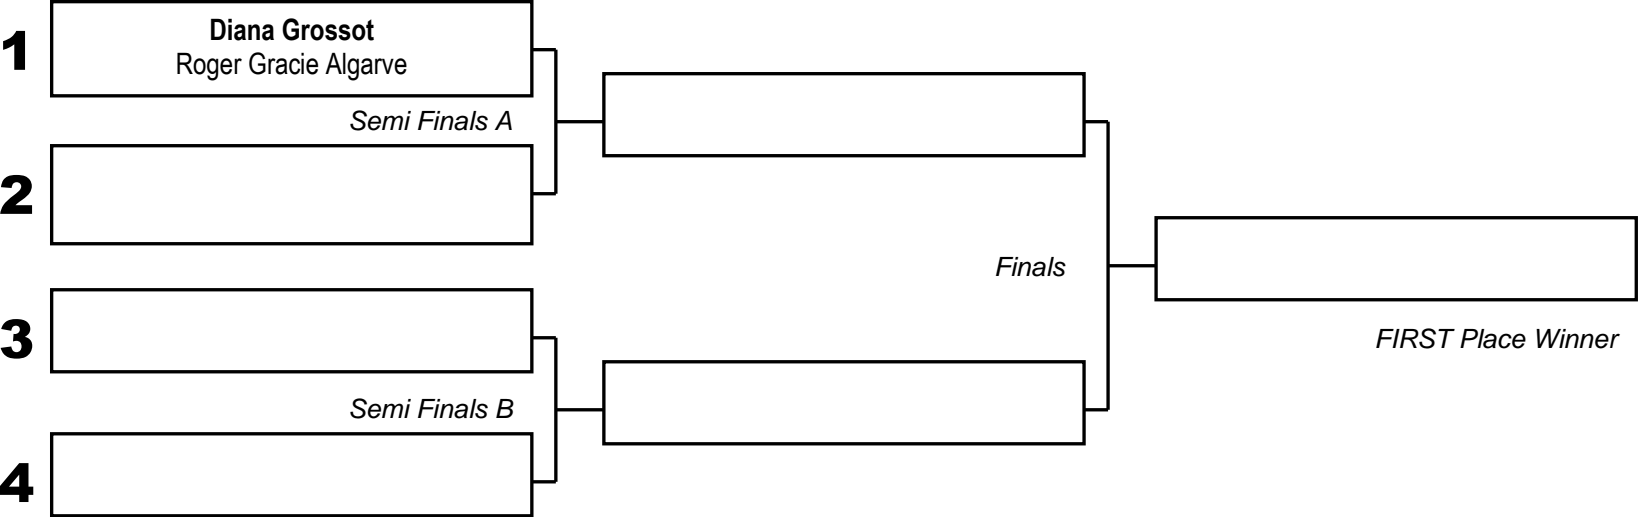 1
Diana Grossot
Roger Gracie Algarve
Semi Finals A
2
Finals
FIRST Place Winner
3
Semi Finals B
4